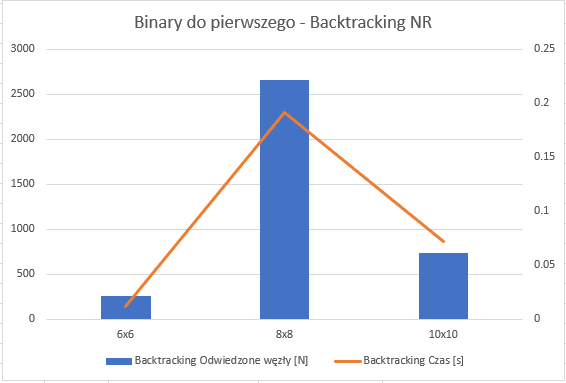 Binary do pierwszego - Backtracking NR
3000
2500
2000
1500
1000
500
0
0.25
0.2
0.15
0.1
0.05
0
6x6
8x8
10x10
Backtracking Odwiedzone węzły [N]
Backtracking Czas [s]